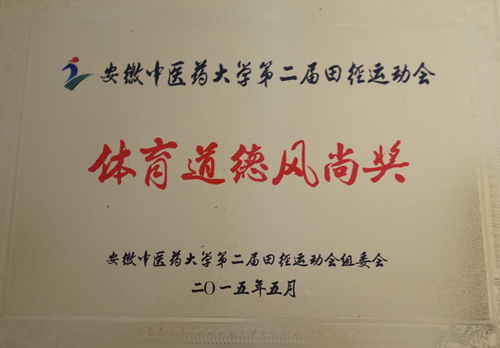 安徽中医药大学第二届田径运动会
体育道德风尚奖
安徽中医药大学第二届田径运动会组委会
二〇一五年五月